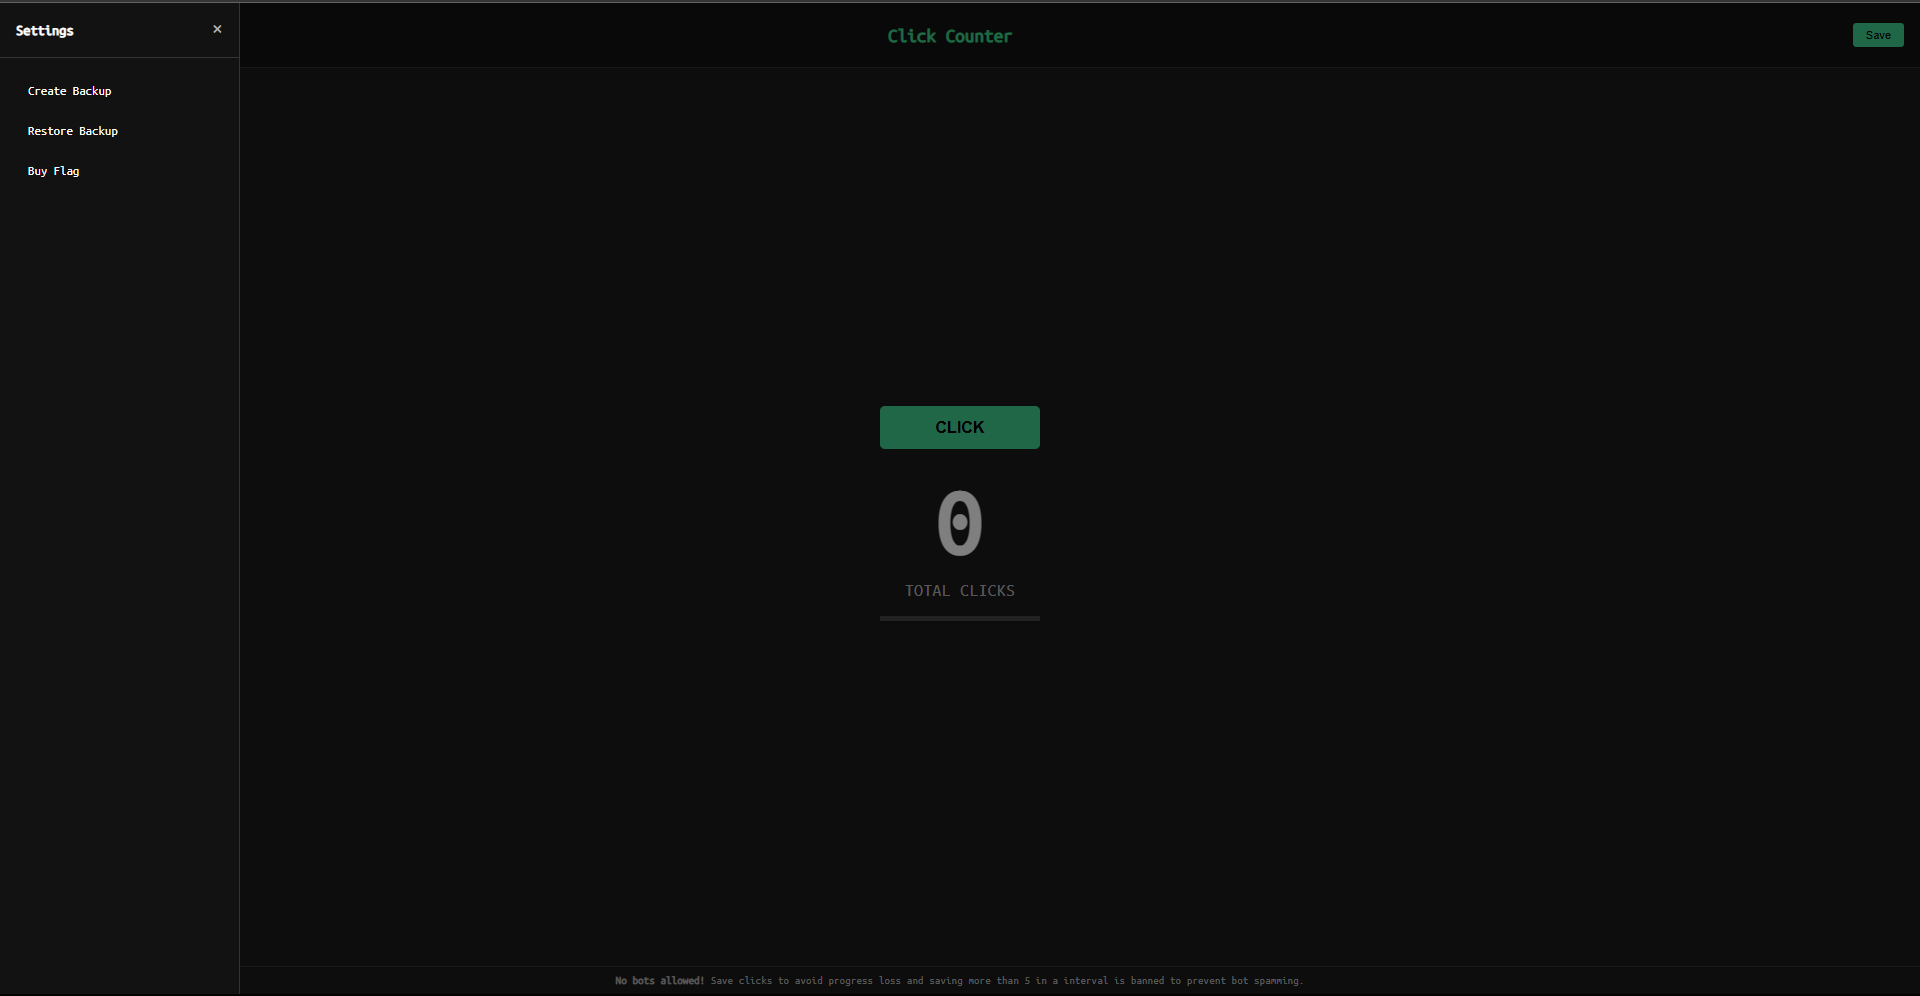 Settings ×
Click Counter
Save
Create Backup
Restore Backup
Buy Flag
CLICK
0
TOTAL CLICKS
No bots allowed! Save clicks to avoid progress loss and saving more than 5 in a interval is banned to prevent bot spamming.